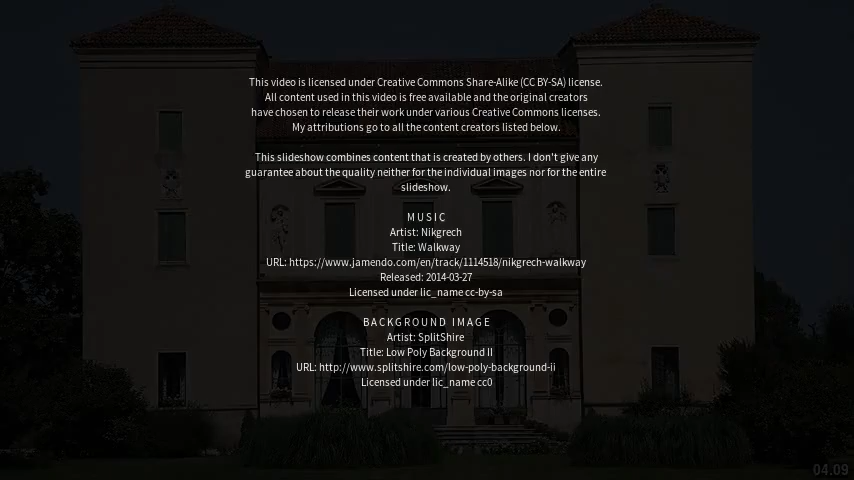 This video is licensed under Creative Commons Share-Alike (CC BY-SA) license.
All content used in this video is free available and the original creators
have chosen to release their work under various Creative Commons licenses.
My attributions go to all the content creators listed below.
This slideshow combines content that is created by others. I don't give any
guarantee about the quality neither for the individual images nor for the entire
slideshow.
MUSIC
Artist: Nikgrech
Title: Walkway
URL: https://www.jamendo.com/en/track/1114518/nikgrech-walkway
Released: 2014-03-27
Licensed under lic_name cc-by-sa
BACKGROUND IMAGE
Artist: SplitShire
Title: Low Poly Background II
URL: http://www.splitshire.com/low-poly-background-ii
Licensed under lic_name cc0
04.09